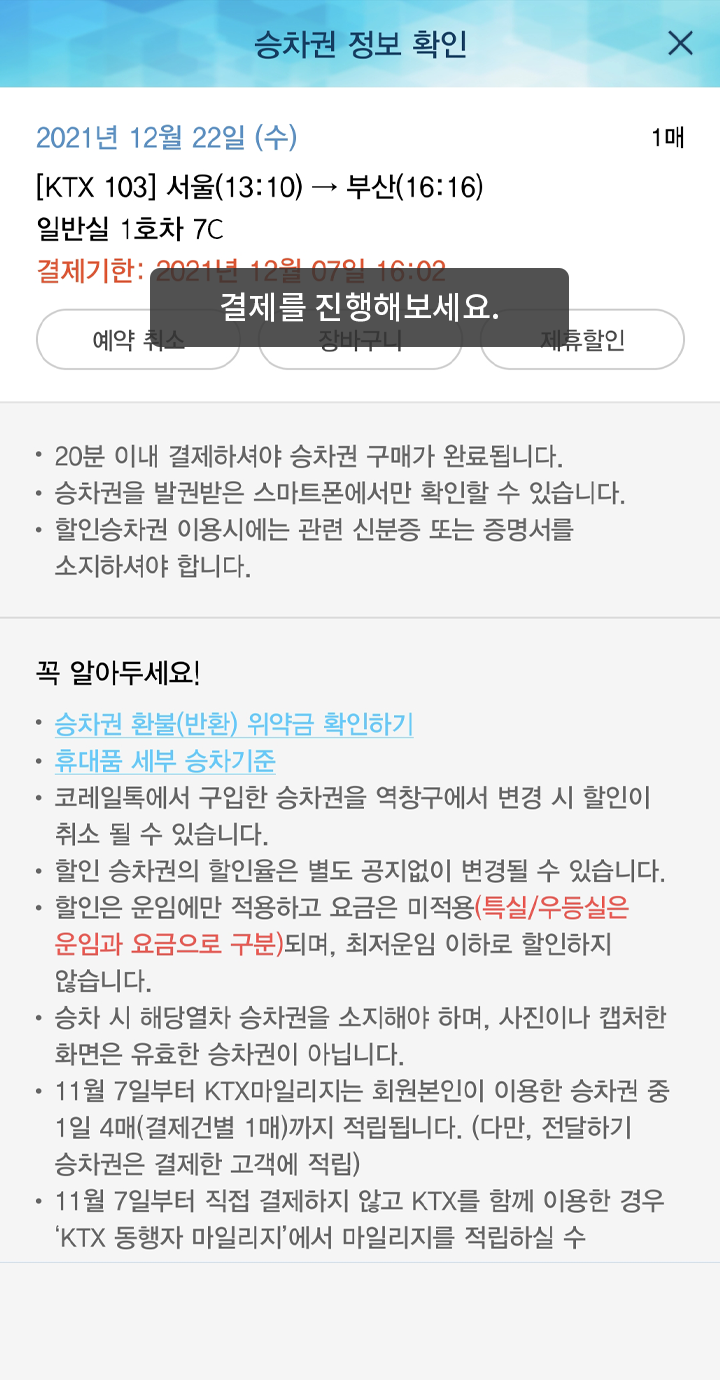 승차권 정보 확인
2021년 12월 22일 (수)
1매
[KTX 103] 서울(13:10) → 부산(16:16)
일반실 1호차 7C
결제기한: 2021년 12월 07일 16:02
결제를 진행해보세요.
예약 취소
장바구니
제휴할인
• 20분 이내 결제하셔야 승차권 구매가 완료됩니다.
• 승차권을 발권받은 스마트폰에서만 확인할 수 있습니다.
• 할인승차권 이용시에는 관련 신분증 또는 증명서를
소지하셔야 합니다.
꼭 알아두세요!
• 승차권 환불(반환) 위약금 확인하기
• 휴대품 세부 승차기준
• 코레일톡에서 구입한 승차권을 역창구에서 변경 시 할인이
취소 될 수 있습니다.
• 할인 승차권의 할인율은 별도 공지없이 변경될 수 있습니다.
• 할인은 운임에만 적용하고 요금은 미적용(특실/우등실은
운임과 요금으로 구분)되며, 최저운임 이하로 할인하지
않습니다.
• 승차 시 해당열차 승차권을 소지해야 하며, 사진이나 캡처한
화면은 유효한 승차권이 아닙니다.
• 11월 7일부터 KTX마일리지는 회원본인이 이용한 승차권 중
1일 4매(결제건별 1매)까지 적립됩니다. (다만, 전달하기
승차권은 결제한 고객에 적립)
• 11월 7일부터 직접 결제하지 않고 KTX를 함께 이용한 경우
‘KTX 동행자 마일리지’에서 마일리지를 적립하실 수